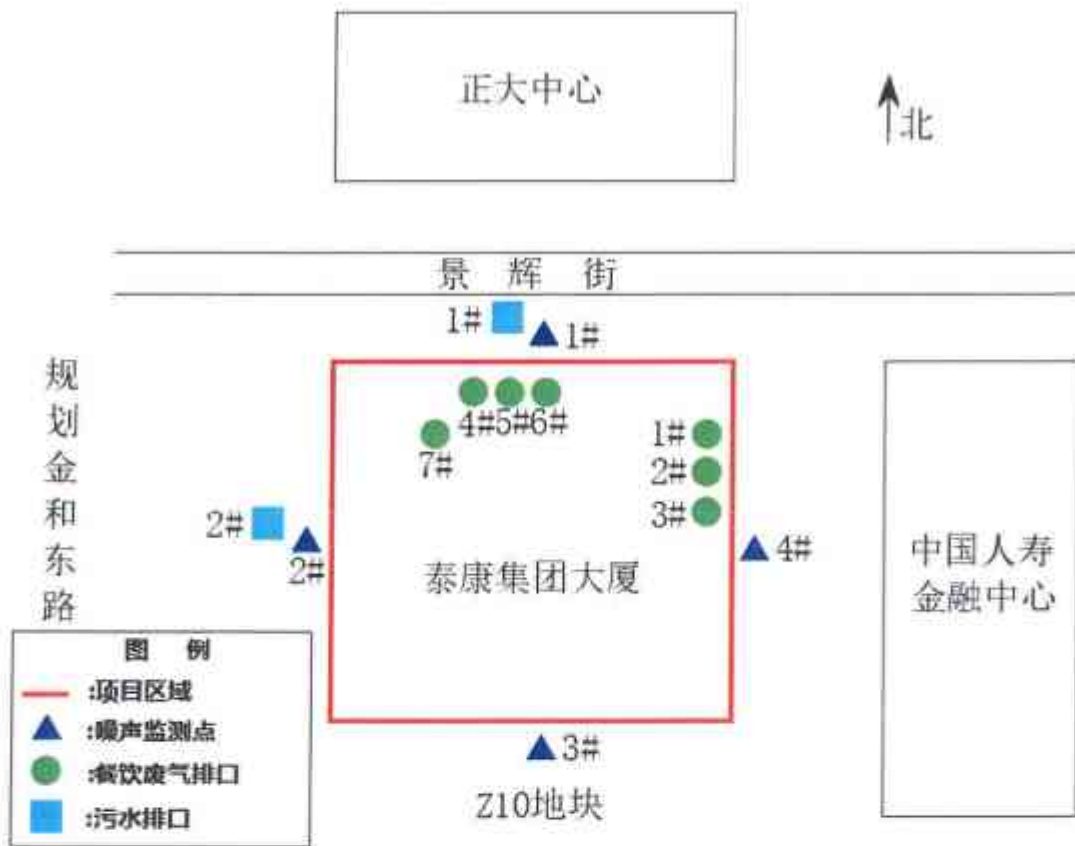 正大中心
北
景 辉 街
1#
1#
规划金和东路
4# 5# 6#
7#
1#
2#
3#
2#
2#
4#
泰康集团大厦
中国人寿
金融中心
图 例
:项目区域
:噪声监测点
:餐饮废气排口
:污水排口
3#
Z10地块